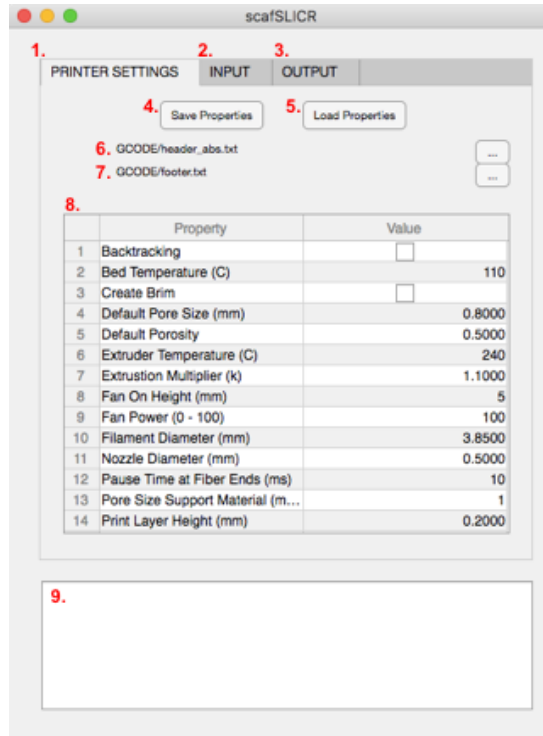 scafSLICR
1. 2. 3.
PRINTER SETTINGS INPUT OUTPUT
4. Save Properties 5. Load Properties
6. GCODE/header_abs.txt ...
7. GCODE/footer.txt ...
8.
Property Value
1 Backtracking
2 Bed Temperature (C) 110
3 Create Brim
4 Default Pore Size (mm) 0.8000
5 Default Porosity 0.5000
6 Extruder Temperature (C) 240
7 Extrustion Multiplier (k) 1.1000
8 Fan On Height (mm) 5
9 Fan Power (0 - 100) 100
10 Filament Diameter (mm) 3.8500
11 Nozzle Diameter (mm) 0.5000
12 Pause Time at Fiber Ends (ms) 10
13 Pore Size Support Material (m... 1
14 Print Layer Height (mm) 0.2000
9.